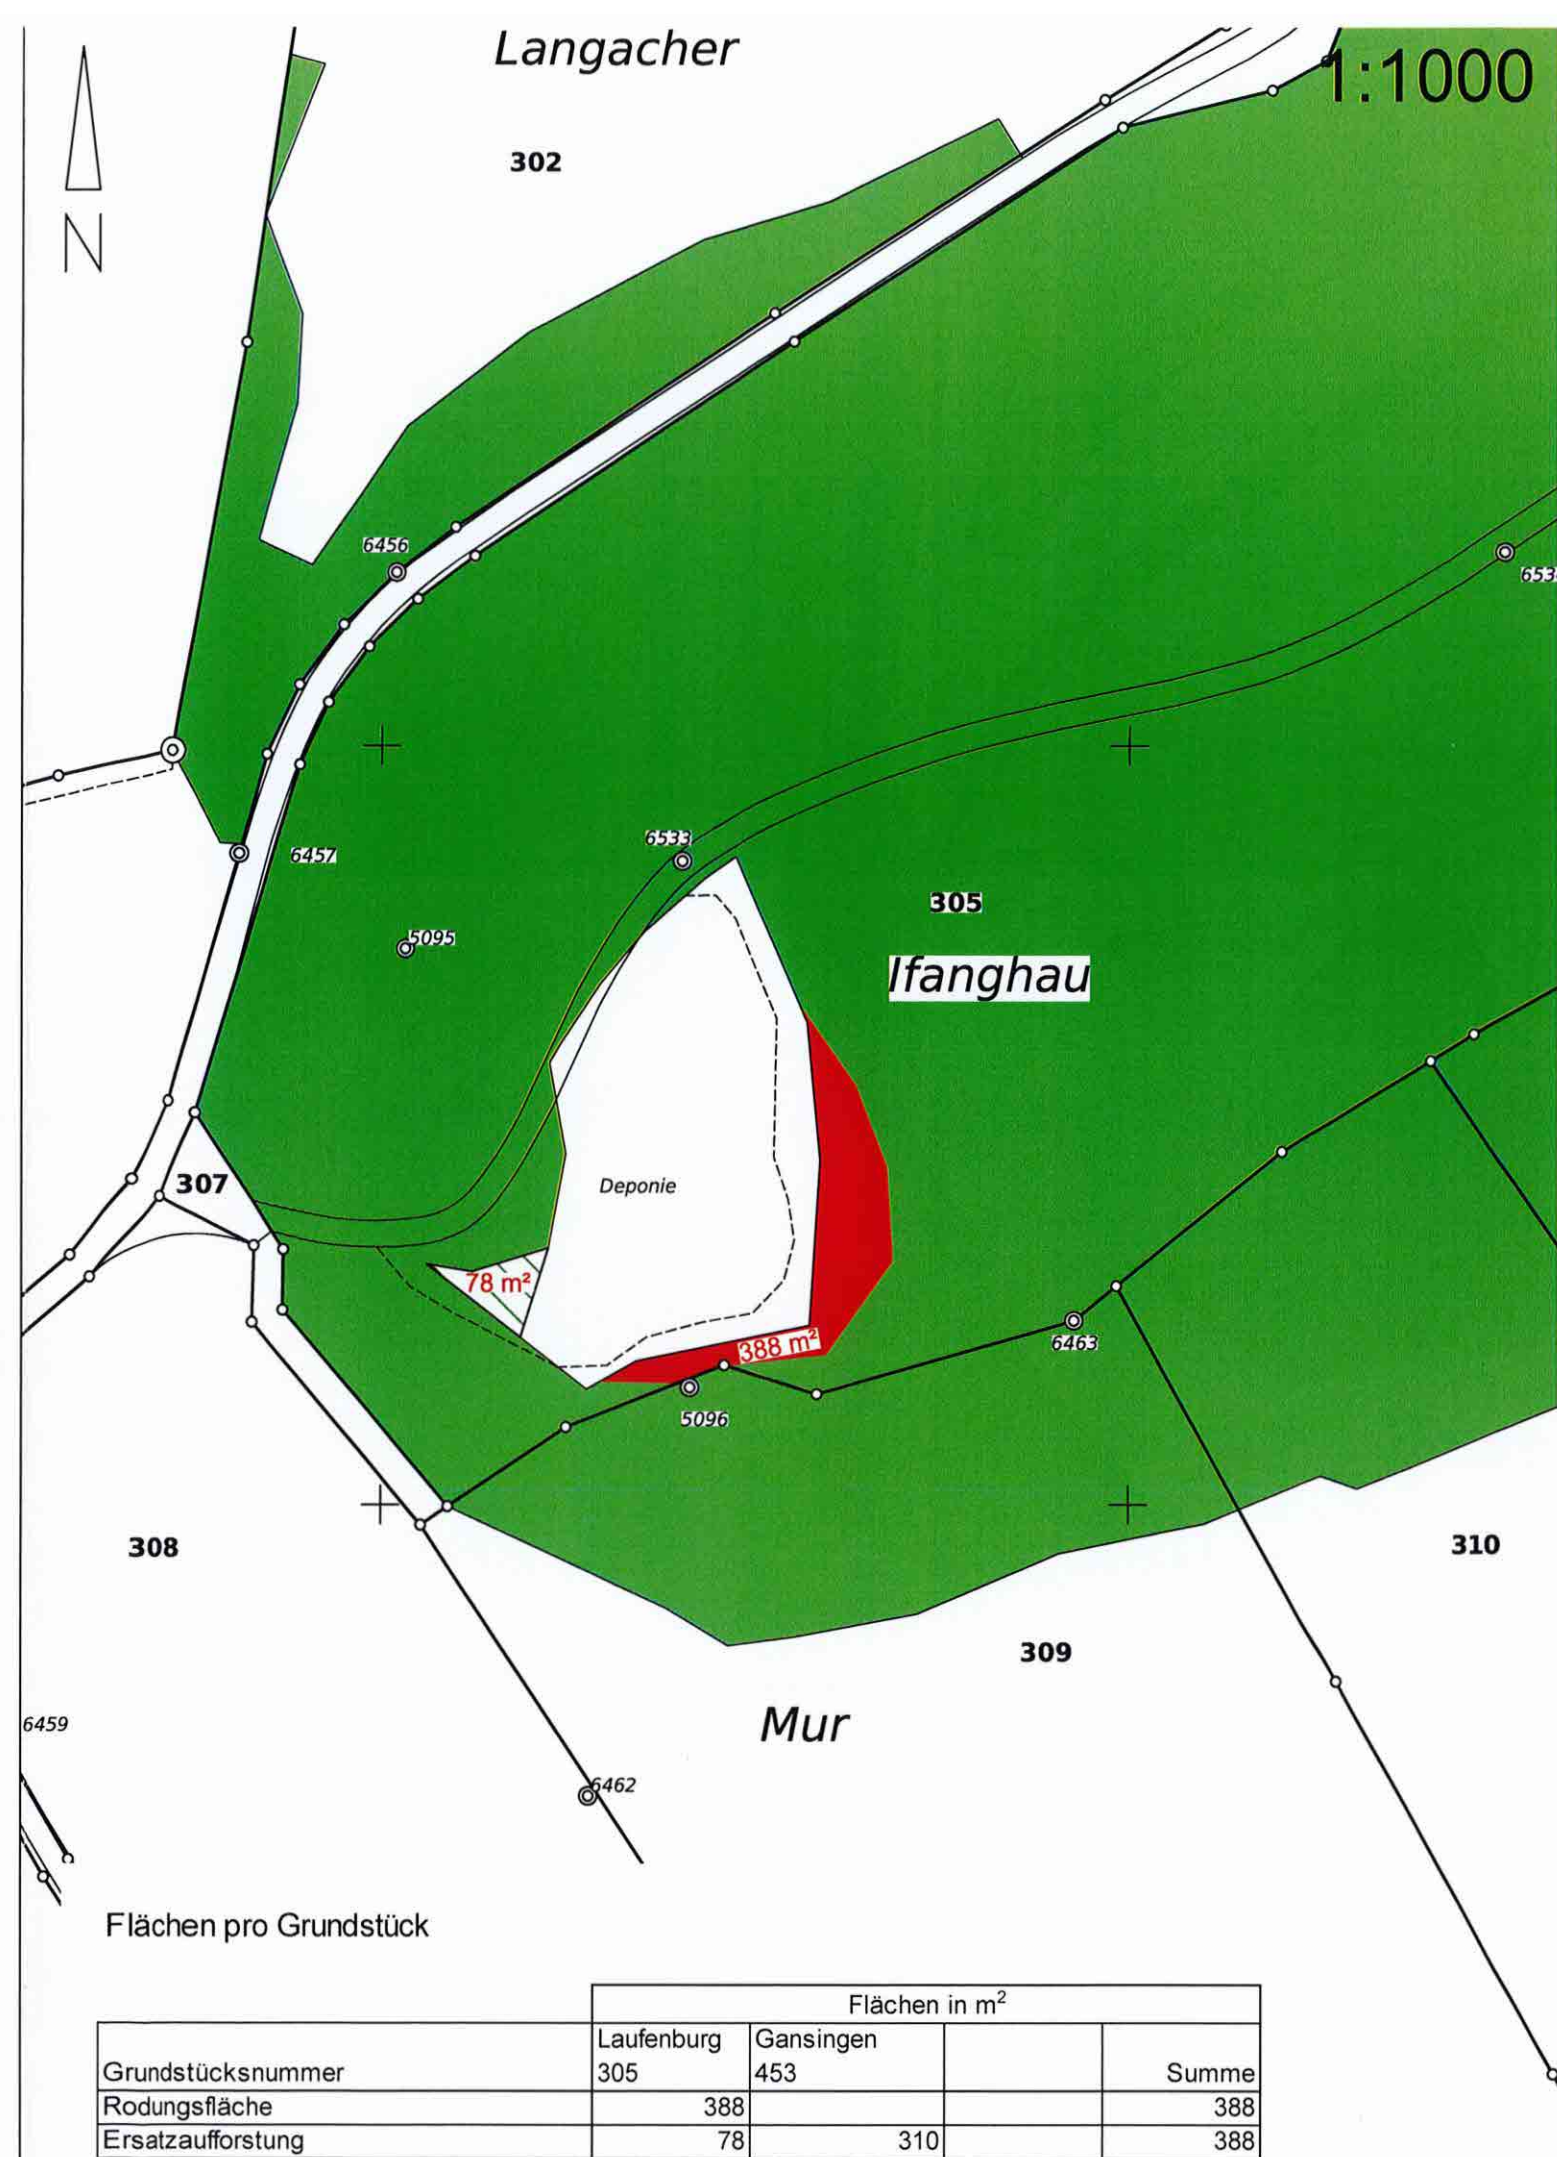 Langacher
1:1000
302
N
6456
653
6533
6457
305
5095
Ifanghau
307
Deponie
78 m²
388 m²
6463
5096
308
310
309
6459
Mur
6462
Flächen pro Grundstück
Flächen in m²
Laufenburg Gansingen
Grundstücksnummer 305 453 Summe
Rodungsfläche 388 388
Ersatzaufforstung 78 310 388